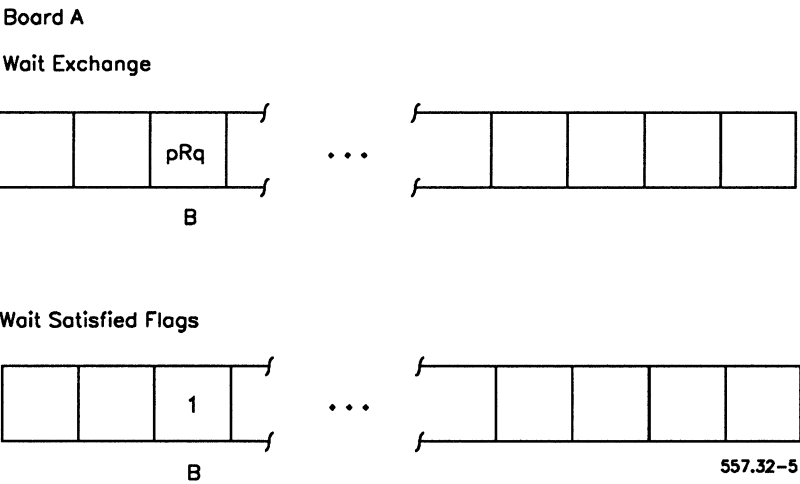 Board A
Wait Exchange
pRq
...
B
Wait Satisfied Flags
1
...
B
557.32-5